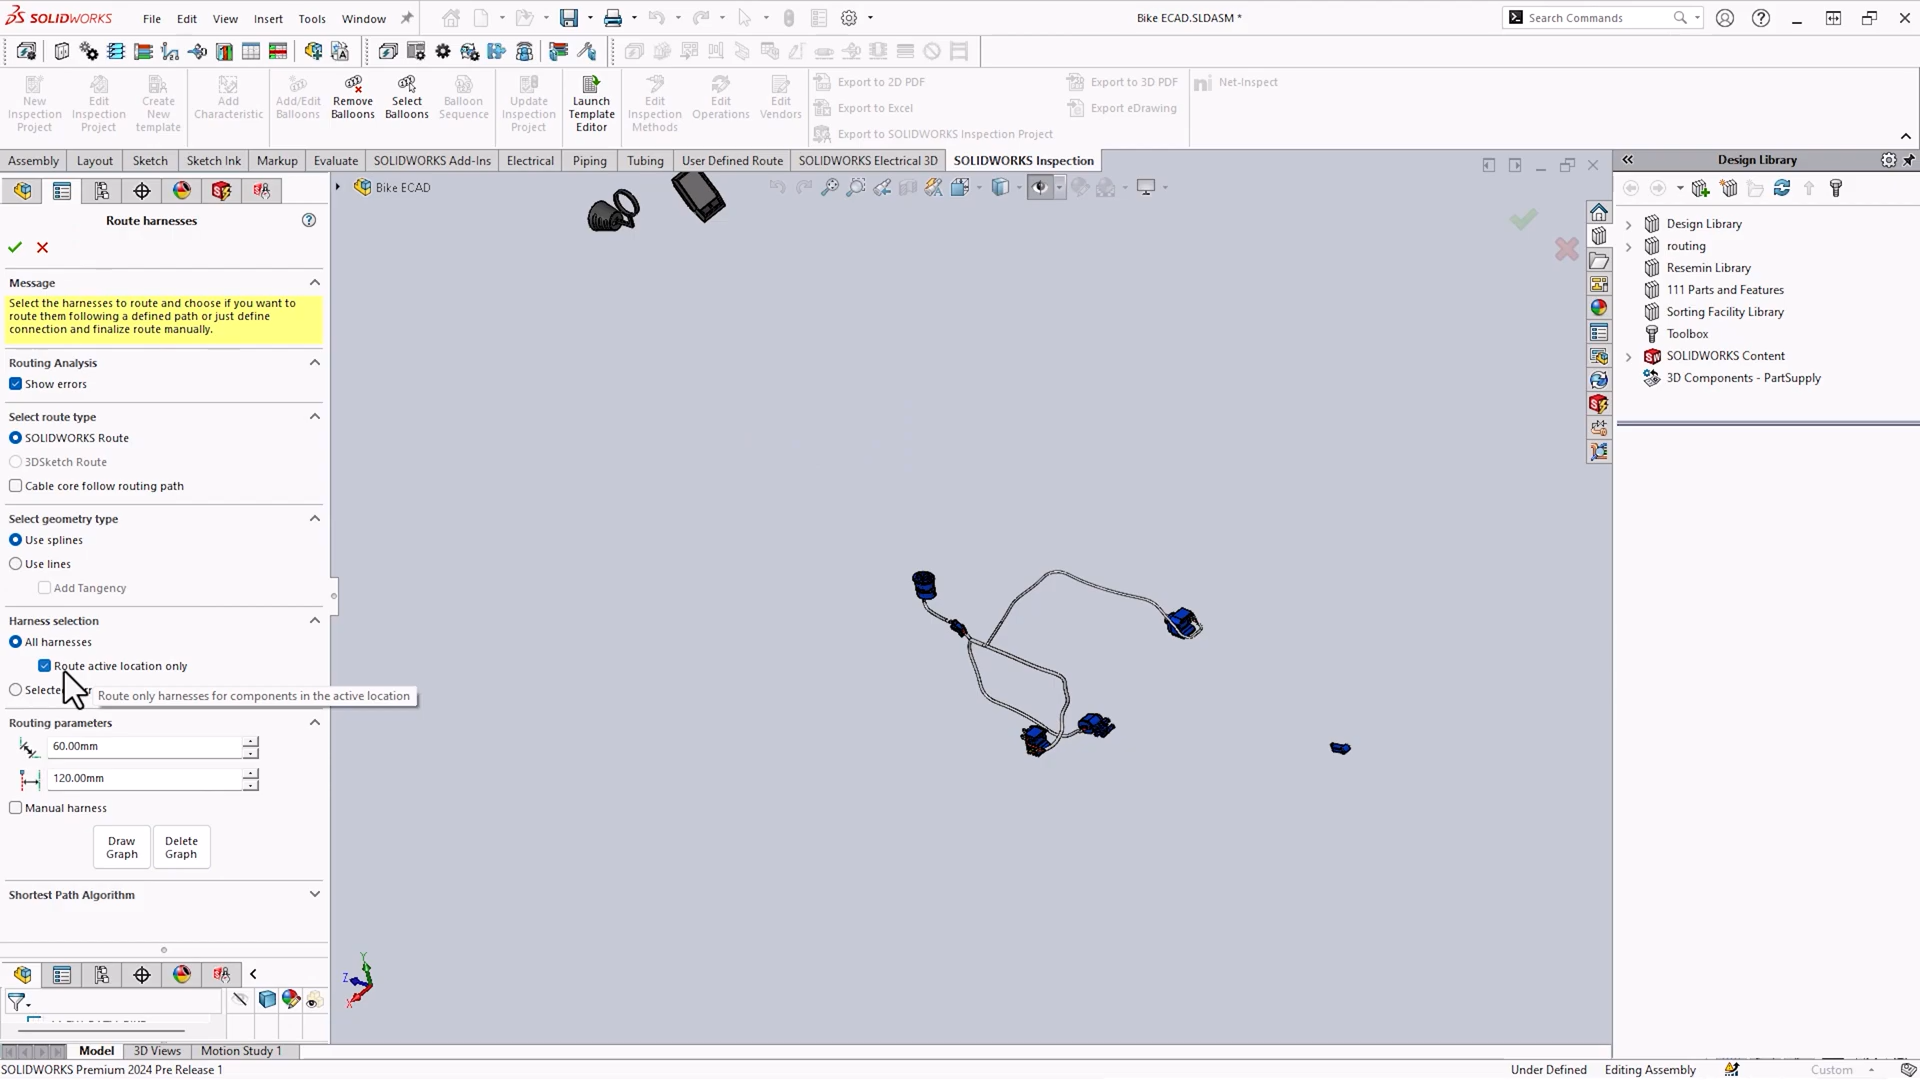 SOLIDWORKS File Edit View Insert Tools Window
Bike ECAD.SLDASM *
Search Commands
New Inspection Project
Edit Inspection Project
Create New template
Add Characteristic
Add/Edit Balloons
Remove Balloons
Select Balloons
Balloon Sequence
Update Inspection Project
Launch Template Editor
Edit Inspection Methods
Edit Operations
Edit Vendors
Export to 2D PDF
Export to Excel
Export to SOLIDWORKS Inspection Project
Export to 3D PDF
Export eDrawing
Net-Inspect
Assembly Layout Sketch Sketch Ink Markup Evaluate SOLIDWORKS Add-Ins Electrical Piping Tubing User Defined Route SOLIDWORKS Electrical 3D SOLIDWORKS Inspection
Route harnesses
Message
Select the harnesses to route and choose if you want to
route them following a defined path or just define
connection and finalize route manually.
Routing Analysis
Show errors
Select route type
SOLIDWORKS Route
3DSketch Route
Cable core follow routing path
Select geometry type
Use splines
Use lines
Add Tangency
Harness selection
All harnesses
Route active location only
Route only harnesses for components in the active location
Routing parameters
60.00mm
120.00mm
Manual harness
Draw Graph
Delete Graph
Shortest Path Algorithm
Bike ECAD
Y
Z
X
Design Library
Design Library
routing
Resemin Library
111 Parts and Features
Sorting Facility Library
Toolbox
SOLIDWORKS Content
3D Components - PartSupply
Model 3D Views Motion Study 1
SOLIDWORKS Premium 2024 Pre Release 1
Under Defined Editing Assembly Custom